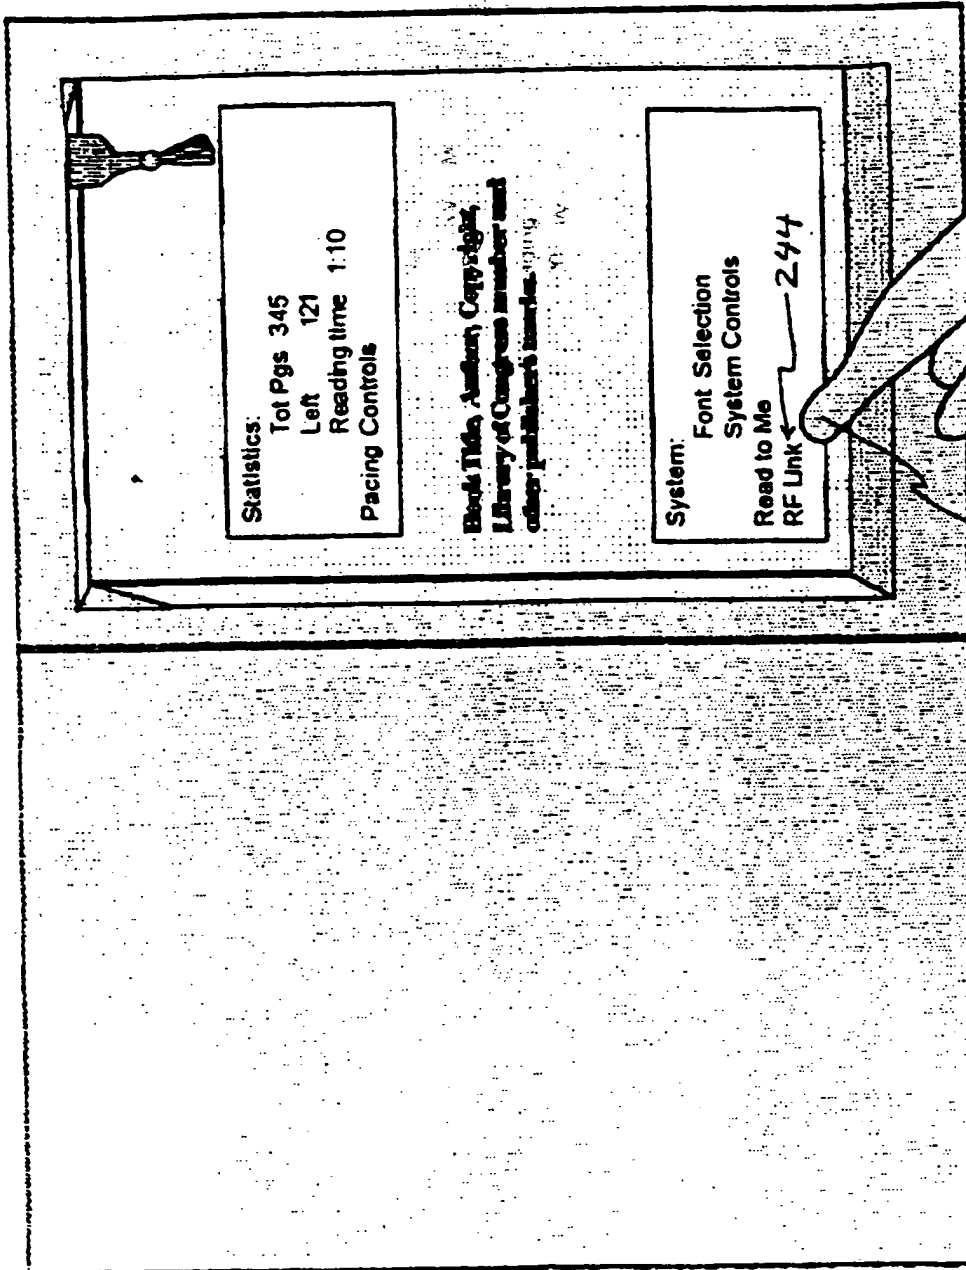 Statistics:
Tot Pgs 345
Left 121
Reading time 1:10
Pacing Controls
Book Title, Author, Copyright,
Library of Congress number and
other publisher's marks.
System:
Font Selection
System Controls
Read to Me
RF Link
244